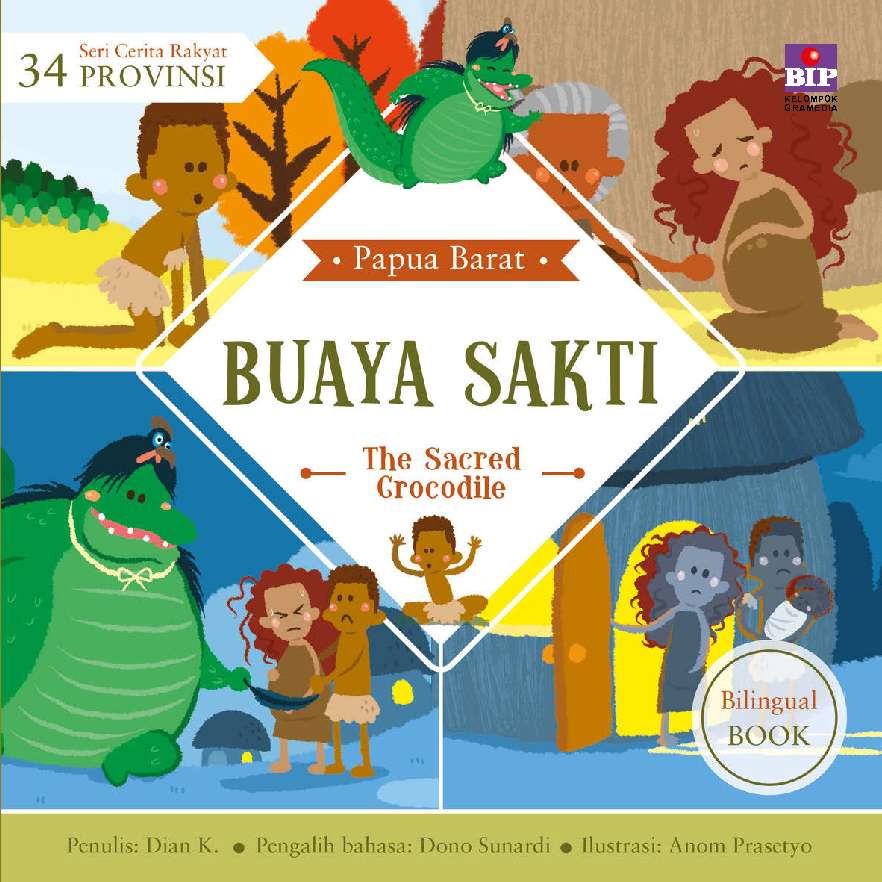 34
Seri Cerita Rakyat
PROVINSI
BIP
KELOMPOK
GRAMEDIA
• Papua Barat •
BUAYA SAKTI
The Sacred
Crocodile
Bilingual
BOOK
Penulis: Dian K. ● Pengalih bahasa: Dono Sunardi ● Ilustrasi: Anom Prasetyo